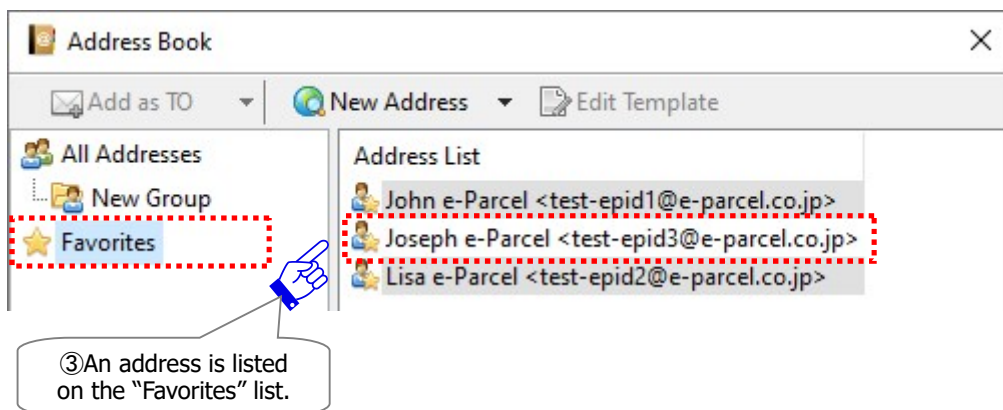 Address Book
Add as TO
New Address
Edit Template
All Addresses
New Group
Favorites
Address List
John e-Parcel <test-epid1@e-parcel.co.jp>
Joseph e-Parcel <test-epid3@e-parcel.co.jp>
Lisa e-Parcel <test-epid2@e-parcel.co.jp>
③An address is listed
on the “Favorites” list.